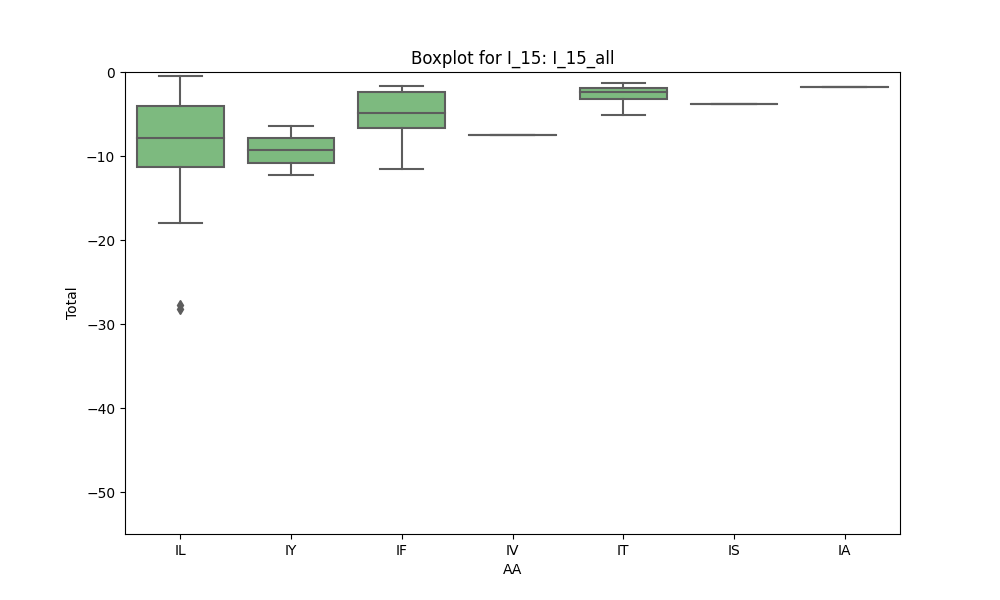 Boxplot for I_15: I_15_all
0
−10
−20
−30
−40
−50
Total
IL IY IF IV IT IS IA
AA